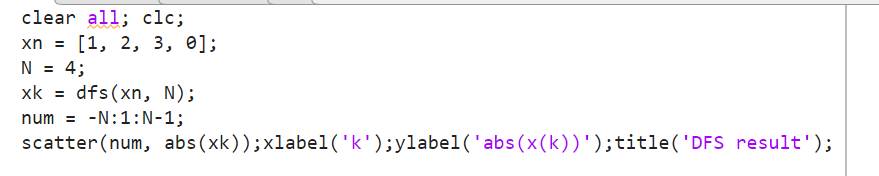 clear all; clc;
xn = [1, 2, 3, 0];
N = 4;
xk = dfs(xn, N);
num = -N:1:N-1;
scatter(num, abs(xk));xlabel('k');ylabel('abs(x(k))');title('DFS result');